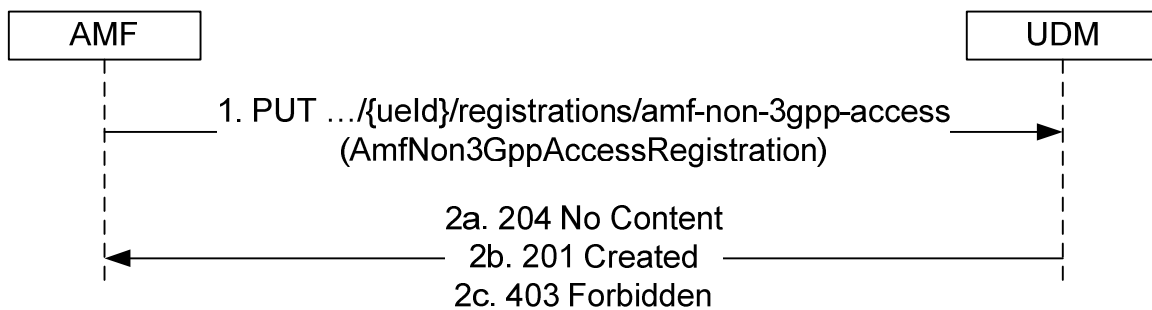 AMF
UDM
1. PUT …/{ueId}/registrations/amf-non-3gpp-access
(AmfNon3GppAccessRegistration)
2a. 204 No Content
2b. 201 Created
2c. 403 Forbidden